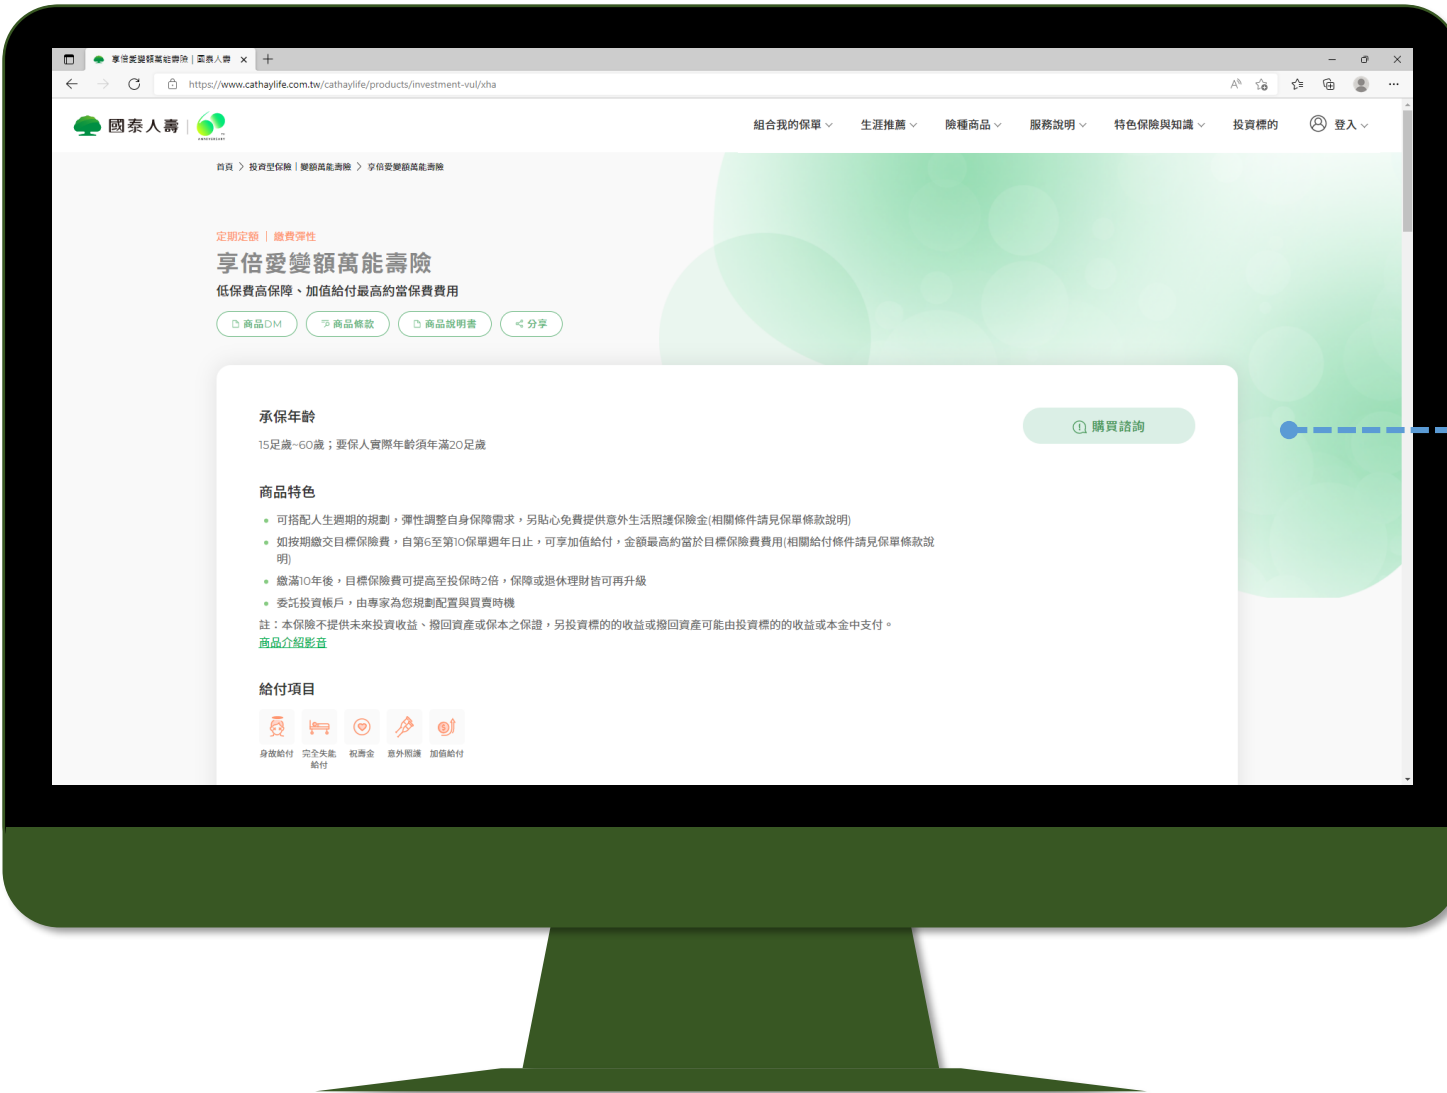 享倍愛變額萬能壽險 | 國泰人壽
https://www.cathaylife.com.tw/cathaylife/products/investment-vul/xha
國泰人壽
組合我的保單
生涯推薦
險種商品
服務說明
特色保險與知識
投資標的
登入
首頁 > 投資型保險 | 變額萬能壽險 > 享倍愛變額萬能壽險
定期定額 | 繳費彈性
享倍愛變額萬能壽險
低保費高保障、加值給付最高約當保費費用
商品DM
商品條款
商品說明書
分享
承保年齡
購買諮詢
15足歲~60歲；要保人實際年齡須年滿20足歲
商品特色
可搭配人生週期的規劃，彈性調整自身保障需求，另貼心免費提供意外生活照護保險金(相關條件請見保單條款說明)
如按期繳交目標保險費，自第6至第10保單週年日止，可享加值給付，金額最高約當於目標保險費費用(相關給付條件請見保單條款說
明)
繳滿10年後，目標保險費可提高至投保時2倍，保障或退休理財皆可再升級
委託投資帳戶，由專家為您規劃配置與買賣時機
註：本保險不提供未來投資收益、撥回資產或保本之保證，另投資標的的收益或撥回資產可能由投資標的的收益或本金中支付。
商品介紹影音
給付項目
身故給付
完全失能
給付
祝壽金
意外照護
加值給付